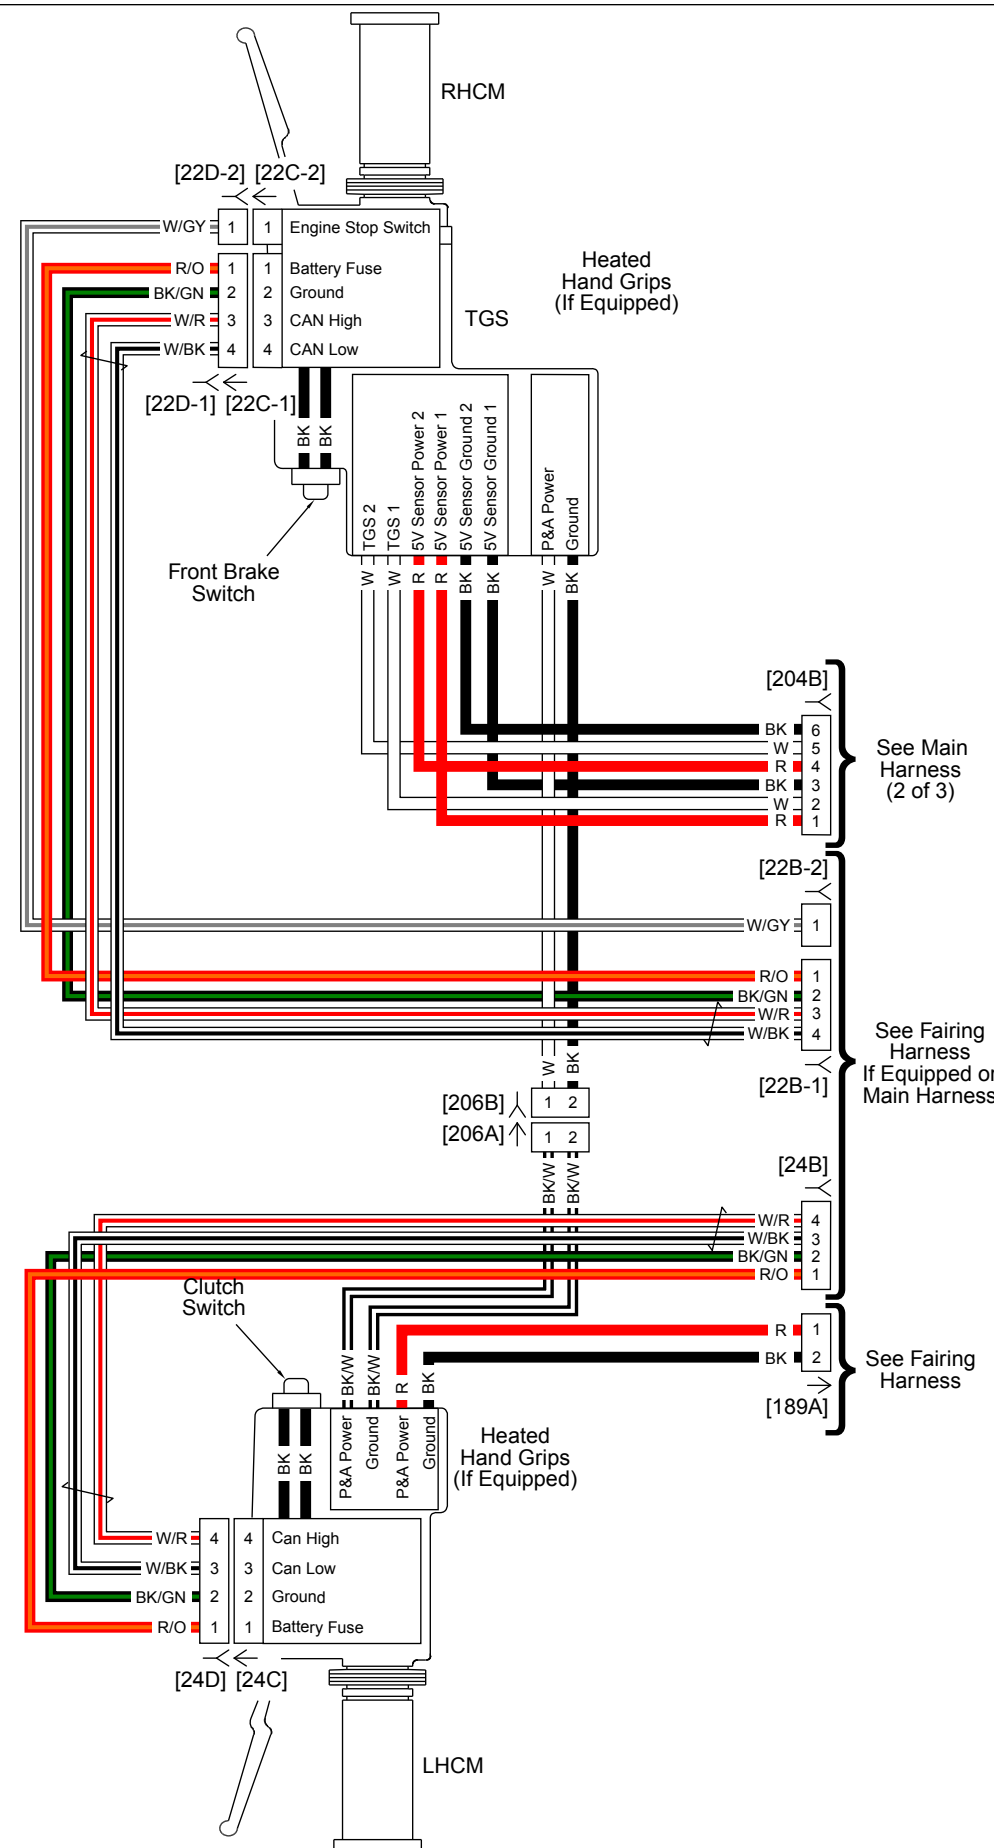 RHCM
[22D-2] [22C-2]
W/GY 1 1 Engine Stop Switch
R/O 1 1 Battery Fuse
BK/GN 2 2 Ground
W/R 3 3 CAN High
W/BK 4 4 CAN Low
[22D-1] [22C-1]
TGS
Heated
Hand Grips
(If Equipped)
BK BK
Front Brake
Switch
TGS 2
TGS 1
5V Sensor Power 2
5V Sensor Power 1
5V Sensor Ground 2
5V Sensor Ground 1
P&A Power
Ground
W W R R BK BK W BK
[204B]
BK 6
W 5
R 4
BK 3
W 2
R 1
See Main
Harness
(2 of 3)
[22B-2]
W/GY 1
R/O 1
BK/GN 2
W/R 3
W/BK 4
[22B-1]
See Fairing
Harness
If Equipped or
Main Harness
W BK
[206B] 1 2
[206A] 1 2
BK/W BK/W
[24B]
W/R 4
W/BK 3
BK/GN 2
R/O 1
Clutch
Switch
R 1
BK 2
[189A]
See Fairing
Harness
BK/W BK/W R BK
P&A Power
Ground
P&A Power
Ground
BK BK
Heated
Hand Grips
(If Equipped)
W/R 4 4 Can High
W/BK 3 3 Can Low
BK/GN 2 2 Ground
R/O 1 1 Battery Fuse
[24D] [24C]
LHCM